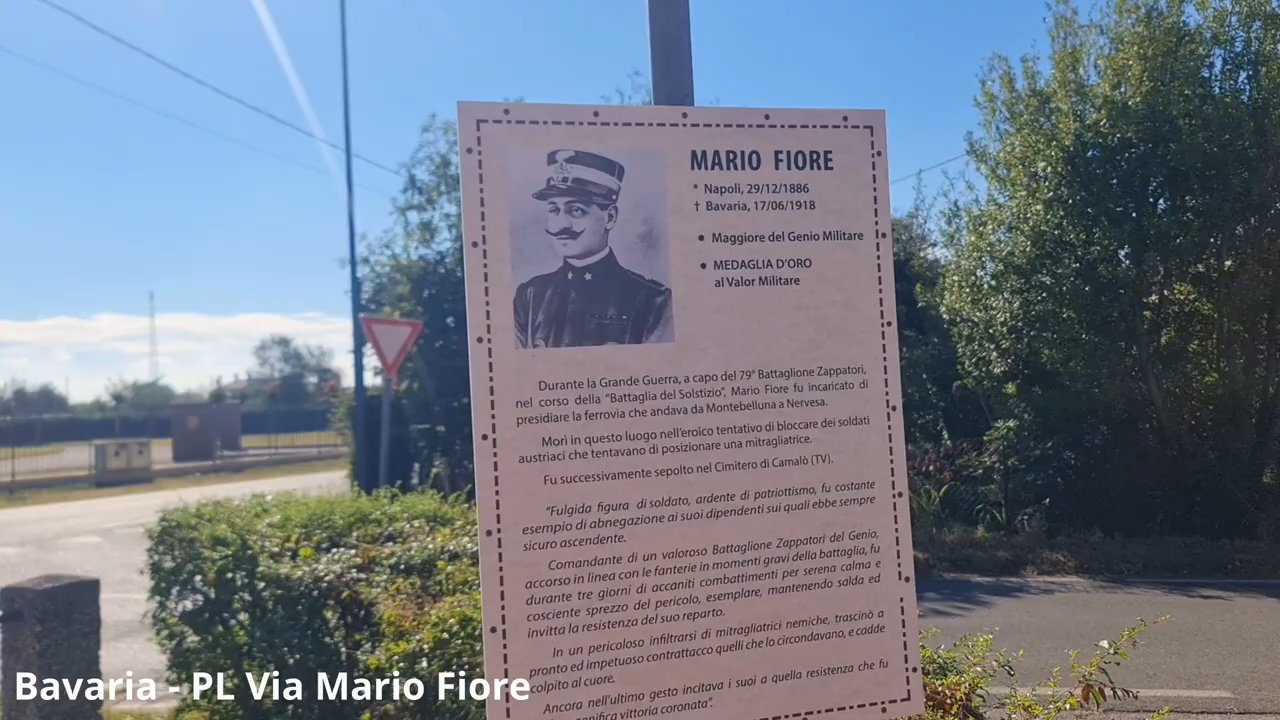 MARIO FIORE
* Napoli, 29/12/1886
† Bavaria, 17/06/1918
• Maggiore del Genio Militare
• MEDAGLIA D'ORO
al Valor Militare
Durante la Grande Guerra, a capo del 79° Battaglione Zappatori,
nel corso della "Battaglia del Solstizio", Mario Fiore fu incaricato di
presidiare la ferrovia che andava da Montebelluna a Nervesa.
Morì in questo luogo nell'eroico tentativo di bloccare dei soldati
austriaci che tentavano di posizionare una mitragliatrice.
Fu successivamente sepolto nel Cimitero di Camalò (TV).
"Fulgida figura di soldato, ardente di patriottismo, fu costante
esempio di abnegazione ai suoi dipendenti sui quali ebbe sempre
sicuro ascendente.
Comandante di un valoroso Battaglione Zappatori del Genio,
accorso in linea con le fanterie in momenti gravi della battaglia, fu
durante tre giorni di accaniti combattimenti per serena calma e
cosciente sprezzo del pericolo, esemplare, mantenendo salda ed
invitta la resistenza del suo reparto.
In un pericoloso infiltrarsi di mitragliatrici nemiche, trascinò a
pronto ed impetuoso contrattacco quelli che lo circondavano, e cadde
colpito al cuore.
Ancora nell'ultimo gesto incitava i suoi a quella resistenza che fu
vittoria coronata".
Bavaria - PL Via Mario Fiore